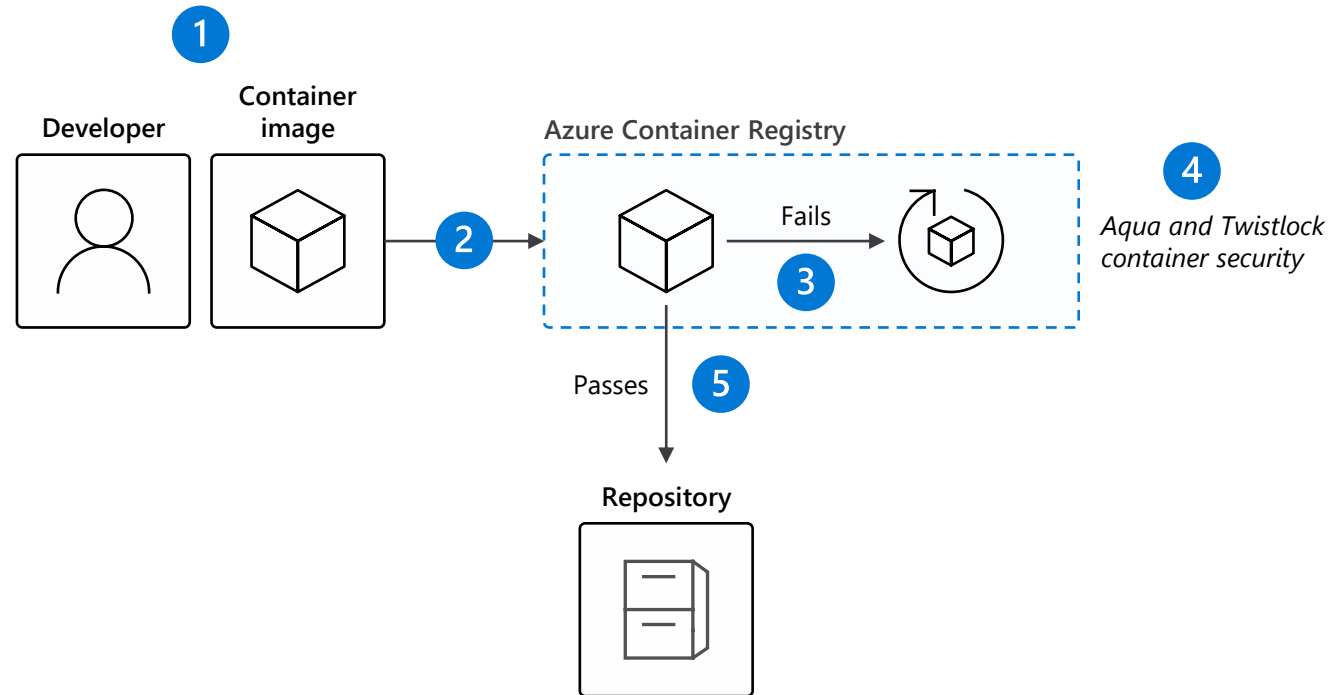 1
Developer
Container
image
Azure Container Registry
2
Fails
3
4
Aqua and Twistlock
container security
Passes
5
Repository